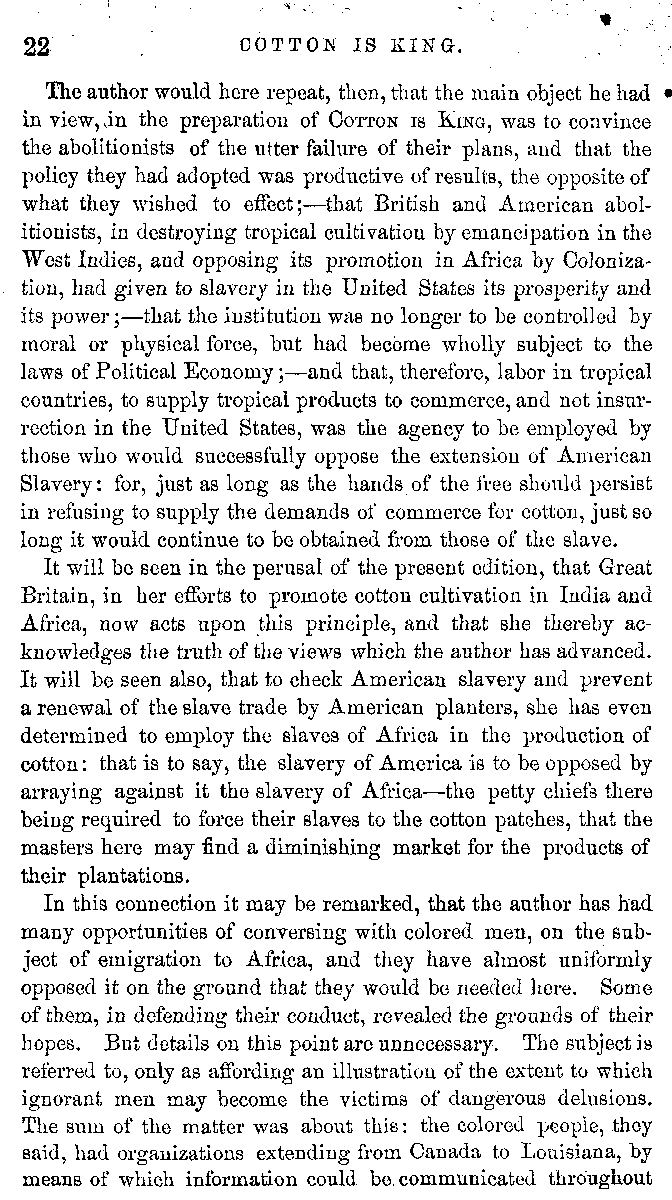 22 COTTON IS KING.
The author would here repeat, then, that the main object he had
in view, in the preparation of COTTON IS KING, was to convince
the abolitionists of the utter failure of their plans, and that the
policy they had adopted was productive of results, the opposite of
what they wished to effect;—that British and American abol-
itionists, in destroying tropical cultivation by emancipation in the
West Indies, and opposing its promotion in Africa by Coloniza-
tion, had given to slavery in the United States its prosperity and
its power;—that the institution was no longer to be controlled by
moral or physical force, but had become wholly subject to the
laws of Political Economy;—and that, therefore, labor in tropical
countries, to supply tropical products to commerce, and not insur-
rection in the United States, was the agency to be employed by
those who would successfully oppose the extension of American
Slavery: for, just as long as the hands of the free should persist
in refusing to supply the demands of commerce for cotton, just so
long it would continue to be obtained from those of the slave.
It will be seen in the perusal of the present edition, that Great
Britain, in her efforts to promote cotton cultivation in India and
Africa, now acts upon this principle, and that she thereby ac-
knowledges the truth of the views which the author has advanced.
It will be seen also, that to check American slavery and prevent
a renewal of the slave trade by American planters, she has even
determined to employ the slaves of Africa in the production of
cotton: that is to say, the slavery of America is to be opposed by
arraying against it the slavery of Africa—the petty chiefs there
being required to force their slaves to the cotton patches, that the
masters here may find a diminishing market for the products of
their plantations.
In this connection it may be remarked, that the author has had
many opportunities of conversing with colored men, on the sub-
ject of emigration to Africa, and they have almost uniformly
opposed it on the ground that they would be needed here. Some
of them, in defending their conduct, revealed the grounds of their
hopes. But details on this point are unnecessary. The subject is
referred to, only as affording an illustration of the extent to which
ignorant men may become the victims of dangerous delusions.
The sum of the matter was about this: the colored people, they
said, had organizations extending from Canada to Louisiana, by
means of which information could be communicated throughout